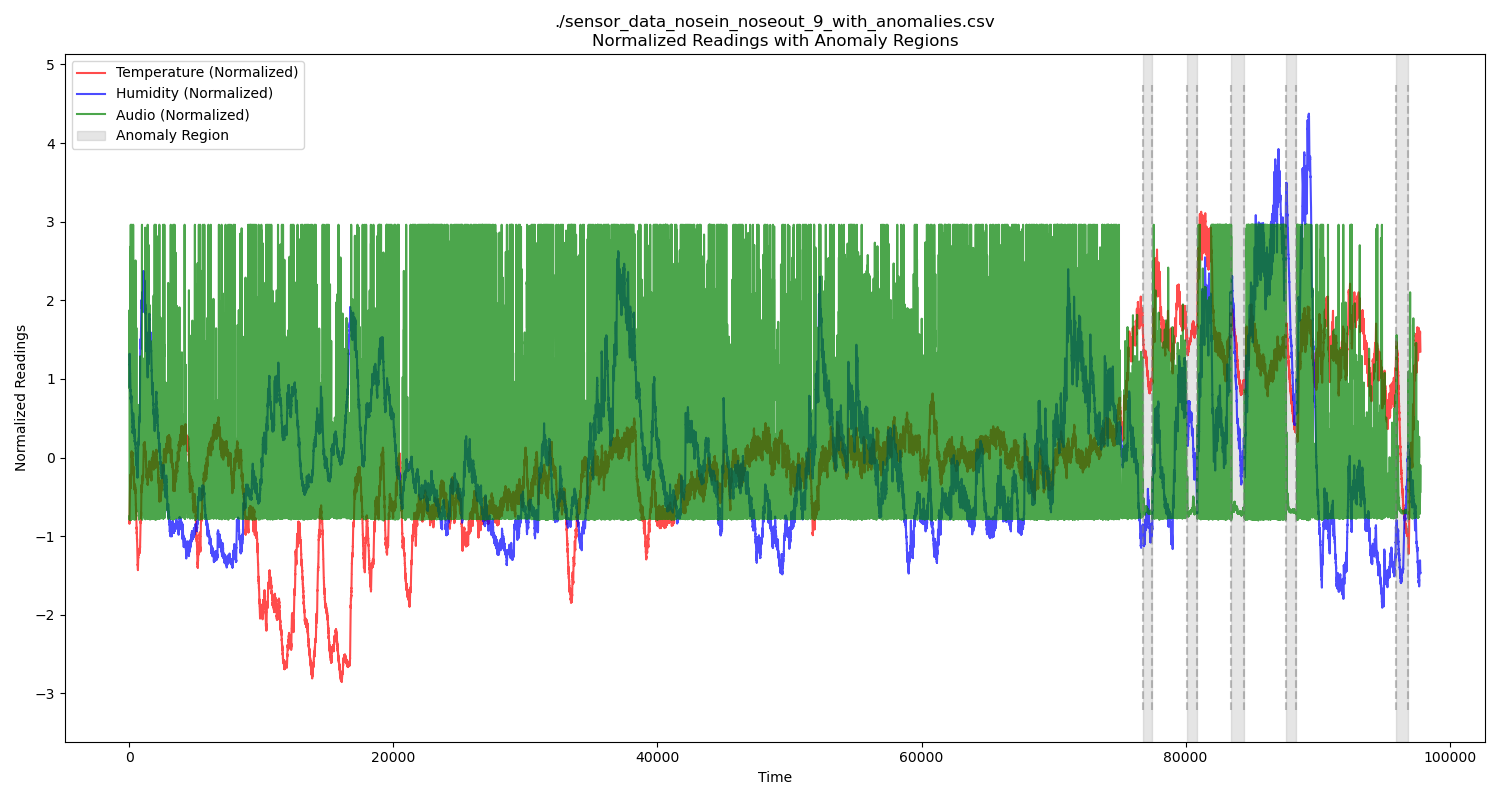 ./sensor_data_nosein_noseout_9_with_anomalies.csv
Normalized Readings with Anomaly Regions
Temperature (Normalized)
Humidity (Normalized)
Audio (Normalized)
Anomaly Region
Normalized Readings
5
4
3
2
1
0
−1
−2
−3
0
20000
40000
60000
80000
100000
Time